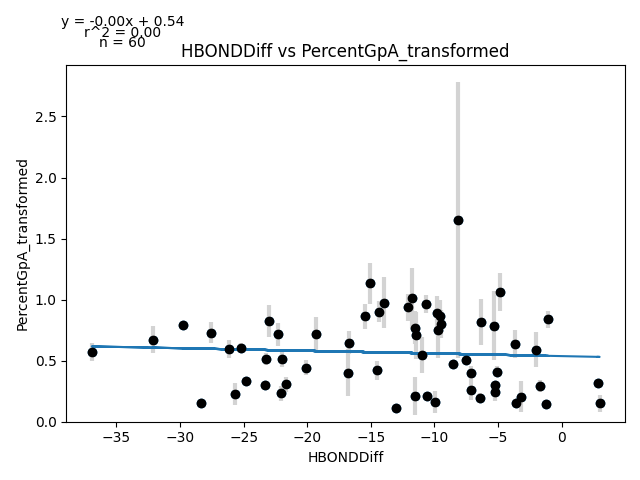 y = -0.00x + 0.54
r^2 = 0.00
n = 60
HBONDDiff vs PercentGpA_transformed
PercentGpA_transformed
2.5
2.0
1.5
1.0
0.5
0.0
−35 −30 −25 −20 −15 −10 −5 0
HBONDDiff